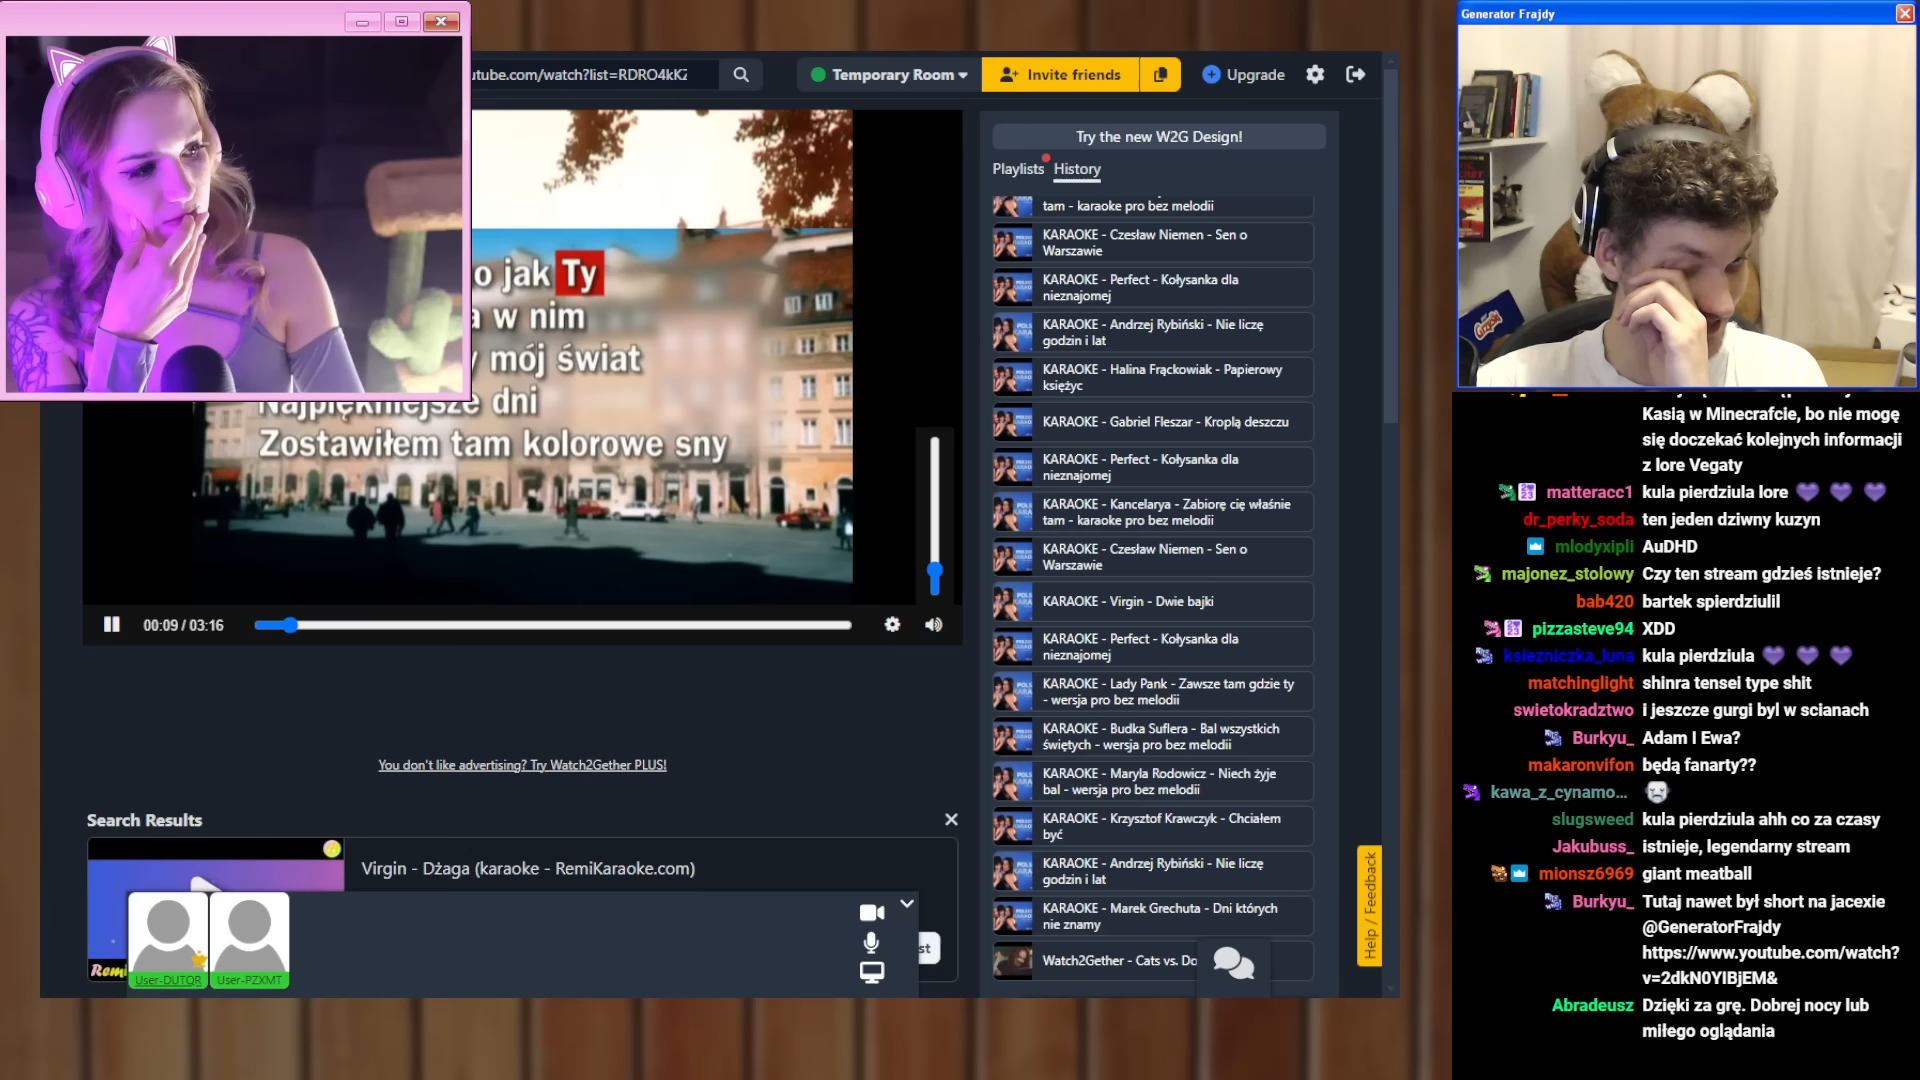 utube.com/watch?list=RDRO4kKZ
Temporary Room
Invite friends
Upgrade
o jak Ty
a w nim
mój świat
Najpiękniejsze dni
Zostawiłem tam kolorowe sny
00:09 / 03:16
You don't like advertising? Try Watch2Gether PLUS!
Search Results
Virgin - Dżaga (karaoke - RemiKaraoke.com)
Remi
st
User-DUTQR
User-PZXMT
Try the new W2G Design!
Playlists
History
tam - karaoke pro bez melodii
KARAOKE - Czesław Niemen - Sen o
Warszawie
KARAOKE - Perfect - Kołysanka dla
nieznajomej
KARAOKE - Andrzej Rybiński - Nie liczę
godzin i lat
KARAOKE - Halina Frąckowiak - Papierowy
księżyc
KARAOKE - Gabriel Fleszar - Kroplą deszczu
KARAOKE - Perfect - Kołysanka dla
nieznajomej
KARAOKE - Kancelarya - Zabiorę cię właśnie
tam - karaoke pro bez melodii
KARAOKE - Czesław Niemen - Sen o
Warszawie
KARAOKE - Virgin - Dwie bajki
KARAOKE - Perfect - Kołysanka dla
nieznajomej
KARAOKE - Lady Pank - Zawsze tam gdzie ty
- wersja pro bez melodii
KARAOKE - Budka Suflera - Bal wszystkich
świętych - wersja pro bez melodii
KARAOKE - Maryla Rodowicz - Niech żyje
bal - wersja pro bez melodii
KARAOKE - Krzysztof Krawczyk - Chciałem
być
KARAOKE - Andrzej Rybiński - Nie liczę
godzin i lat
KARAOKE - Marek Grechuta - Dni których
nie znamy
Watch2Gether - Cats vs. Do
Help / Feedback
Generator Frajdy
Grześki
Kasią w Minecrafcie, bo nie mogę
się doczekać kolejnych informacji
z lore Vegaty
matteracc1 kula pierdziula lore
dr_perky_soda ten jeden dziwny kuzyn
mlodyxipli AuDHD
majonez_stolowy Czy ten stream gdzieś istnieje?
bab420 bartek spierdziulil
pizzasteve94 XDD
ksiezniczka_luna kula pierdziula
matchinglight shinra tensei type shit
swietokradztwo i jeszcze gurgi byl w scianach
Burkyu_ Adam I Ewa?
makaronvifon będą fanarty??
kawa_z_cynamo...
slugsweed kula pierdziula ahh co za czasy
Jakubuss_ istnieje, legendarny stream
mionsz6969 giant meatball
Burkyu_ Tutaj nawet był short na jacexie
@GeneratorFrajdy
https://www.youtube.com/watch?
v=2dkN0YlBjEM&
Abradeusz Dzięki za grę. Dobrej nocy lub
miłego oglądania